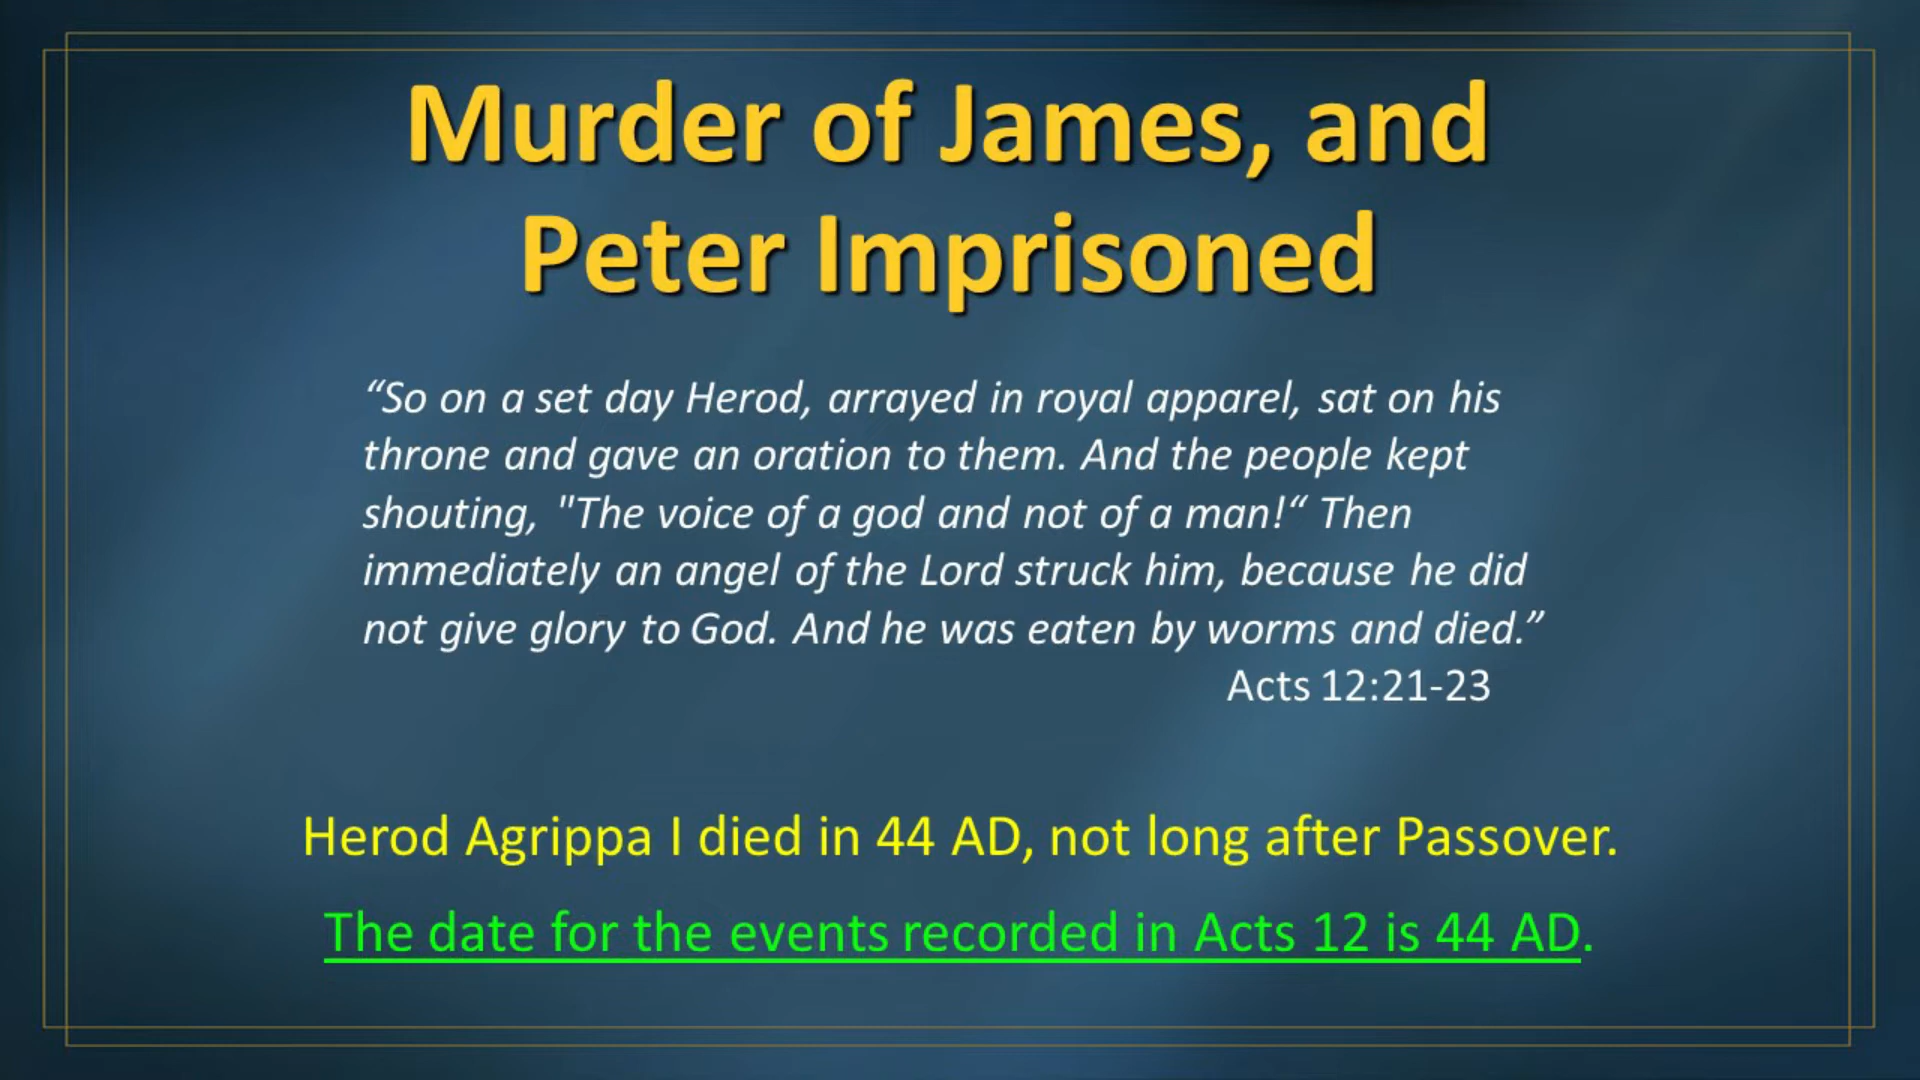 Murder of James, and
Peter Imprisoned
“So on a set day Herod, arrayed in royal apparel, sat on his
throne and gave an oration to them. And the people kept
shouting, "The voice of a god and not of a man!“ Then
immediately an angel of the Lord struck him, because he did
not give glory to God. And he was eaten by worms and died.”
Acts 12:21-23
Herod Agrippa I died in 44 AD, not long after Passover.
The date for the events recorded in Acts 12 is 44 AD.